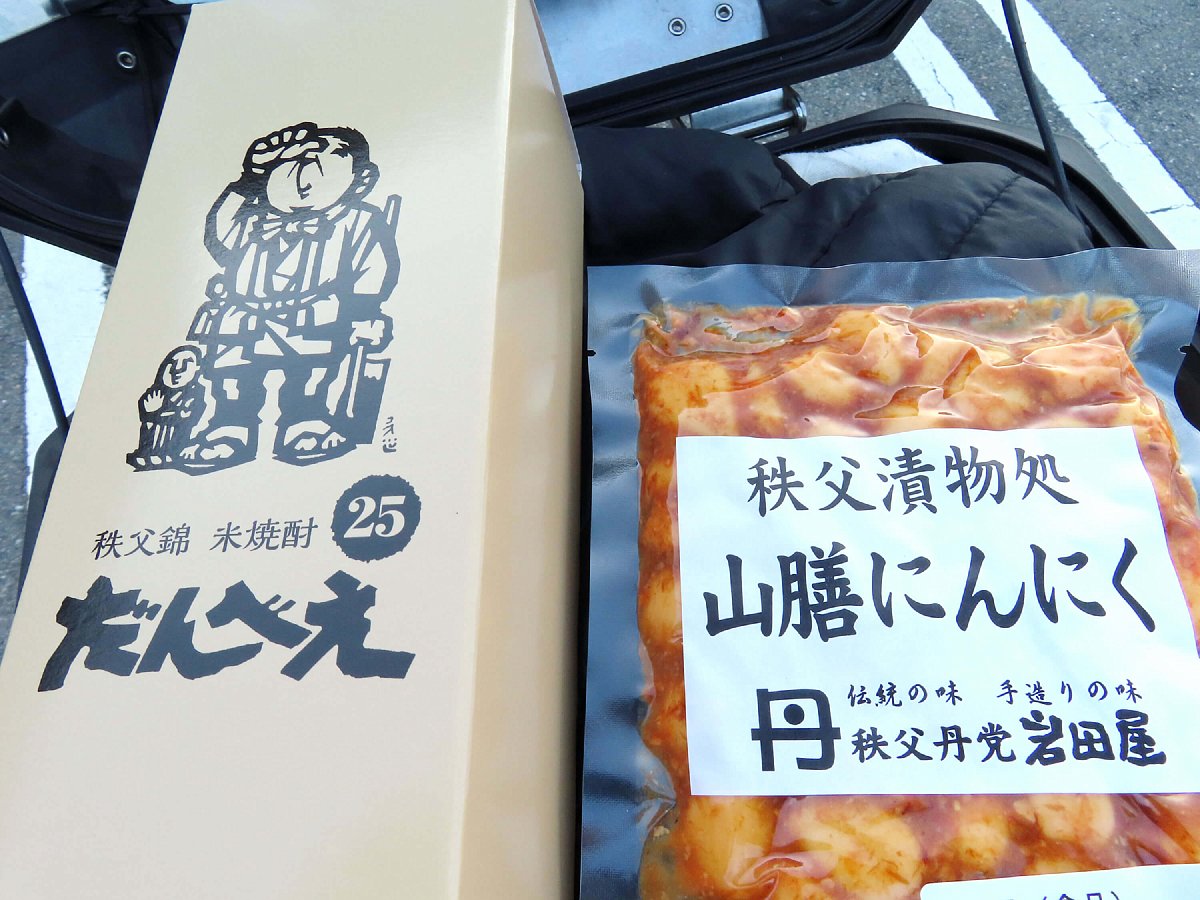 秩父錦 米焼酎 25
だんべえ
秩父漬物処
山膳にんにく
丹
伝統の味 手造りの味
秩父丹党 岩田屋